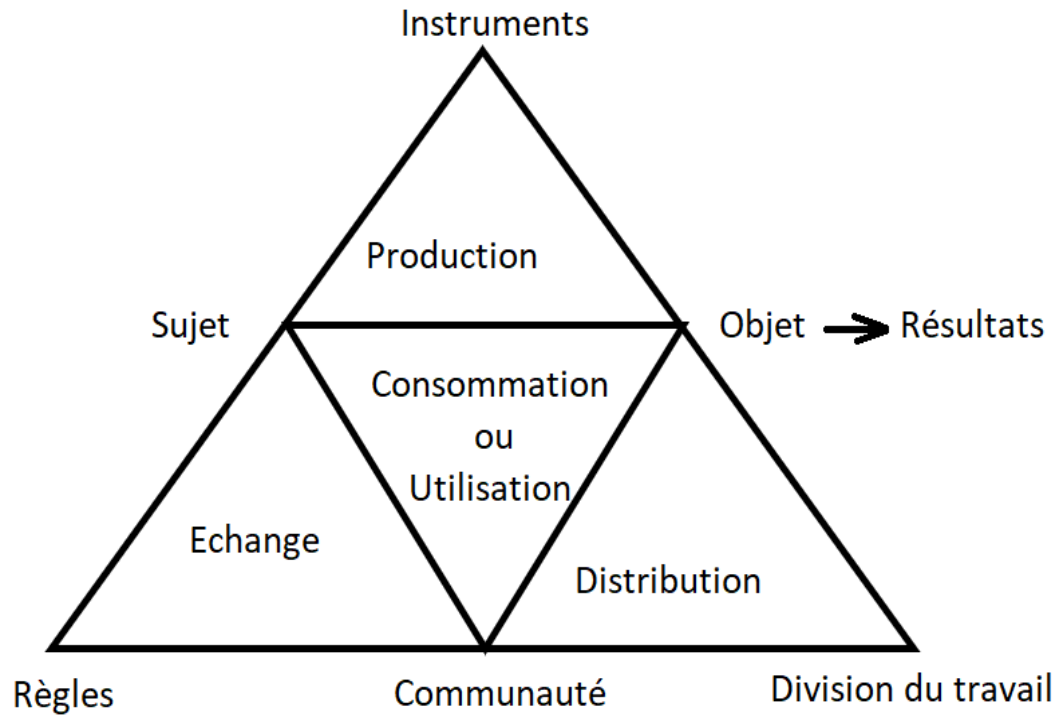 Instruments
Production
Sujet
Objet
Résultats
Consommation
ou
Utilisation
Echange
Distribution
Règles
Communauté
Division du travail